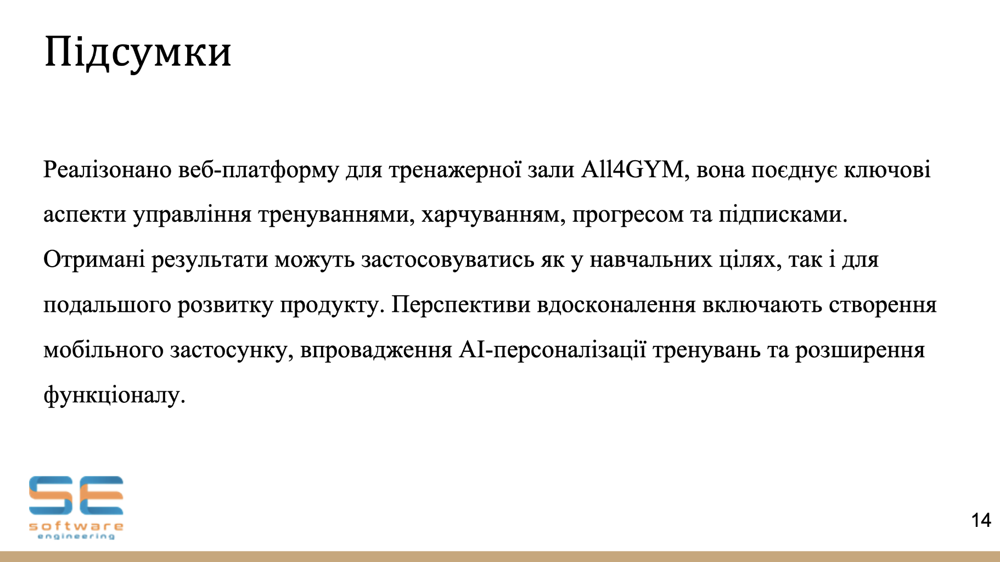 Підсумки
Реалізонано веб-платформу для тренажерної зали All4GYM, вона поєднує ключові
аспекти управління тренуваннями, харчуванням, прогресом та підписками.
Отримані результати можуть застосовуватись як у навчальних цілях, так і для
подальшого розвитку продукту. Перспективи вдосконалення включають створення
мобільного застосунку, впровадження AI-персоналізації тренувань та розширення
функціоналу.
SE
software
engineering
14